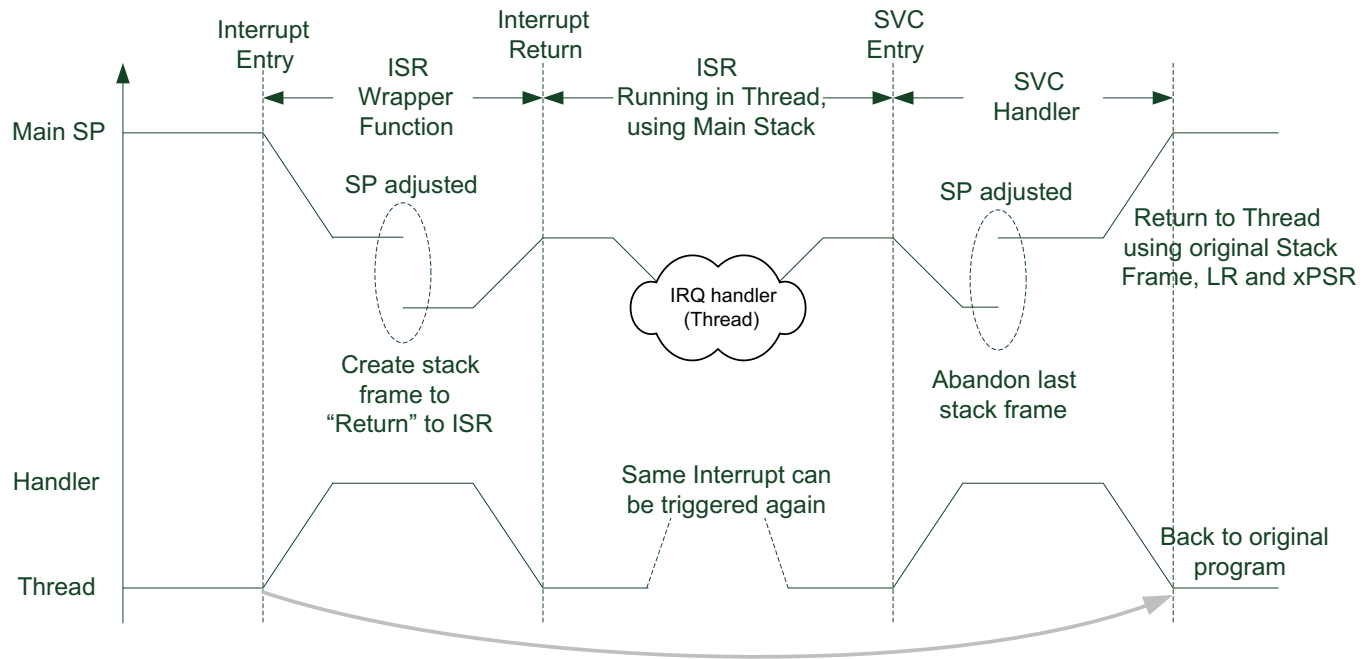 Interrupt
Entry
Interrupt
Return
SVC
Entry
ISR
Wrapper
Function
ISR
Running in Thread,
using Main Stack
SVC
Handler
Main SP
SP adjusted
SP adjusted
Return to Thread
using original Stack
Frame, LR and xPSR
IRQ handler
(Thread)
Create stack
frame to
“Return” to ISR
Abandon last
stack frame
Handler
Same Interrupt can
be triggered again
Back to original
program
Thread